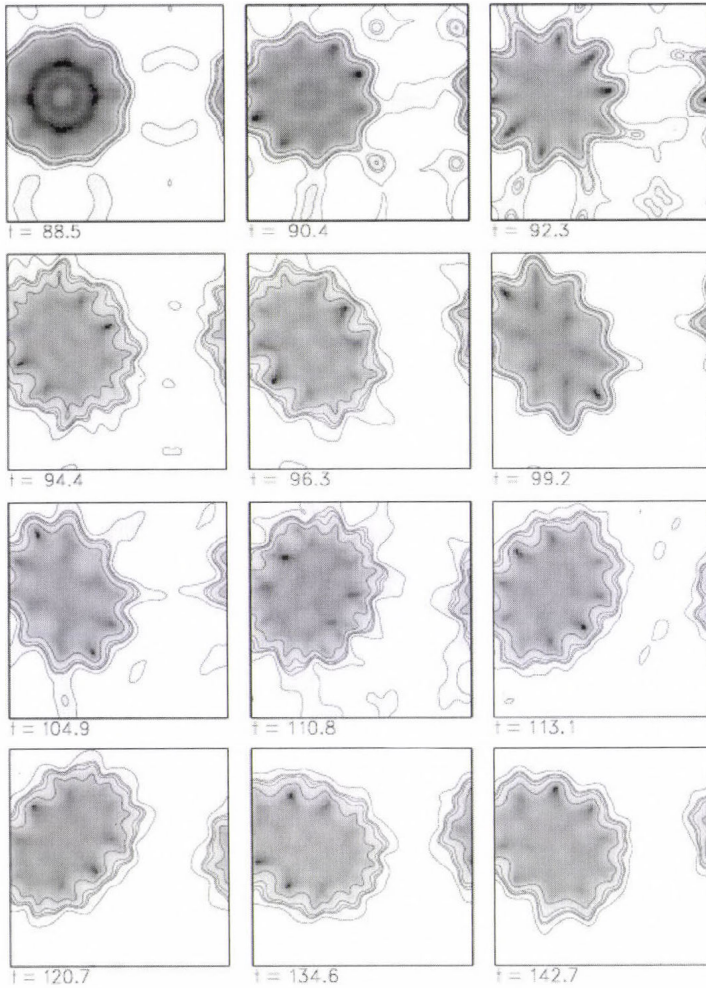 t = 88.5
t = 90.4
t = 92.3
t = 94.4
t = 96.3
t = 99.2
t = 104.9
t = 110.8
t = 113.1
t = 120.7
t = 134.6
t = 142.7